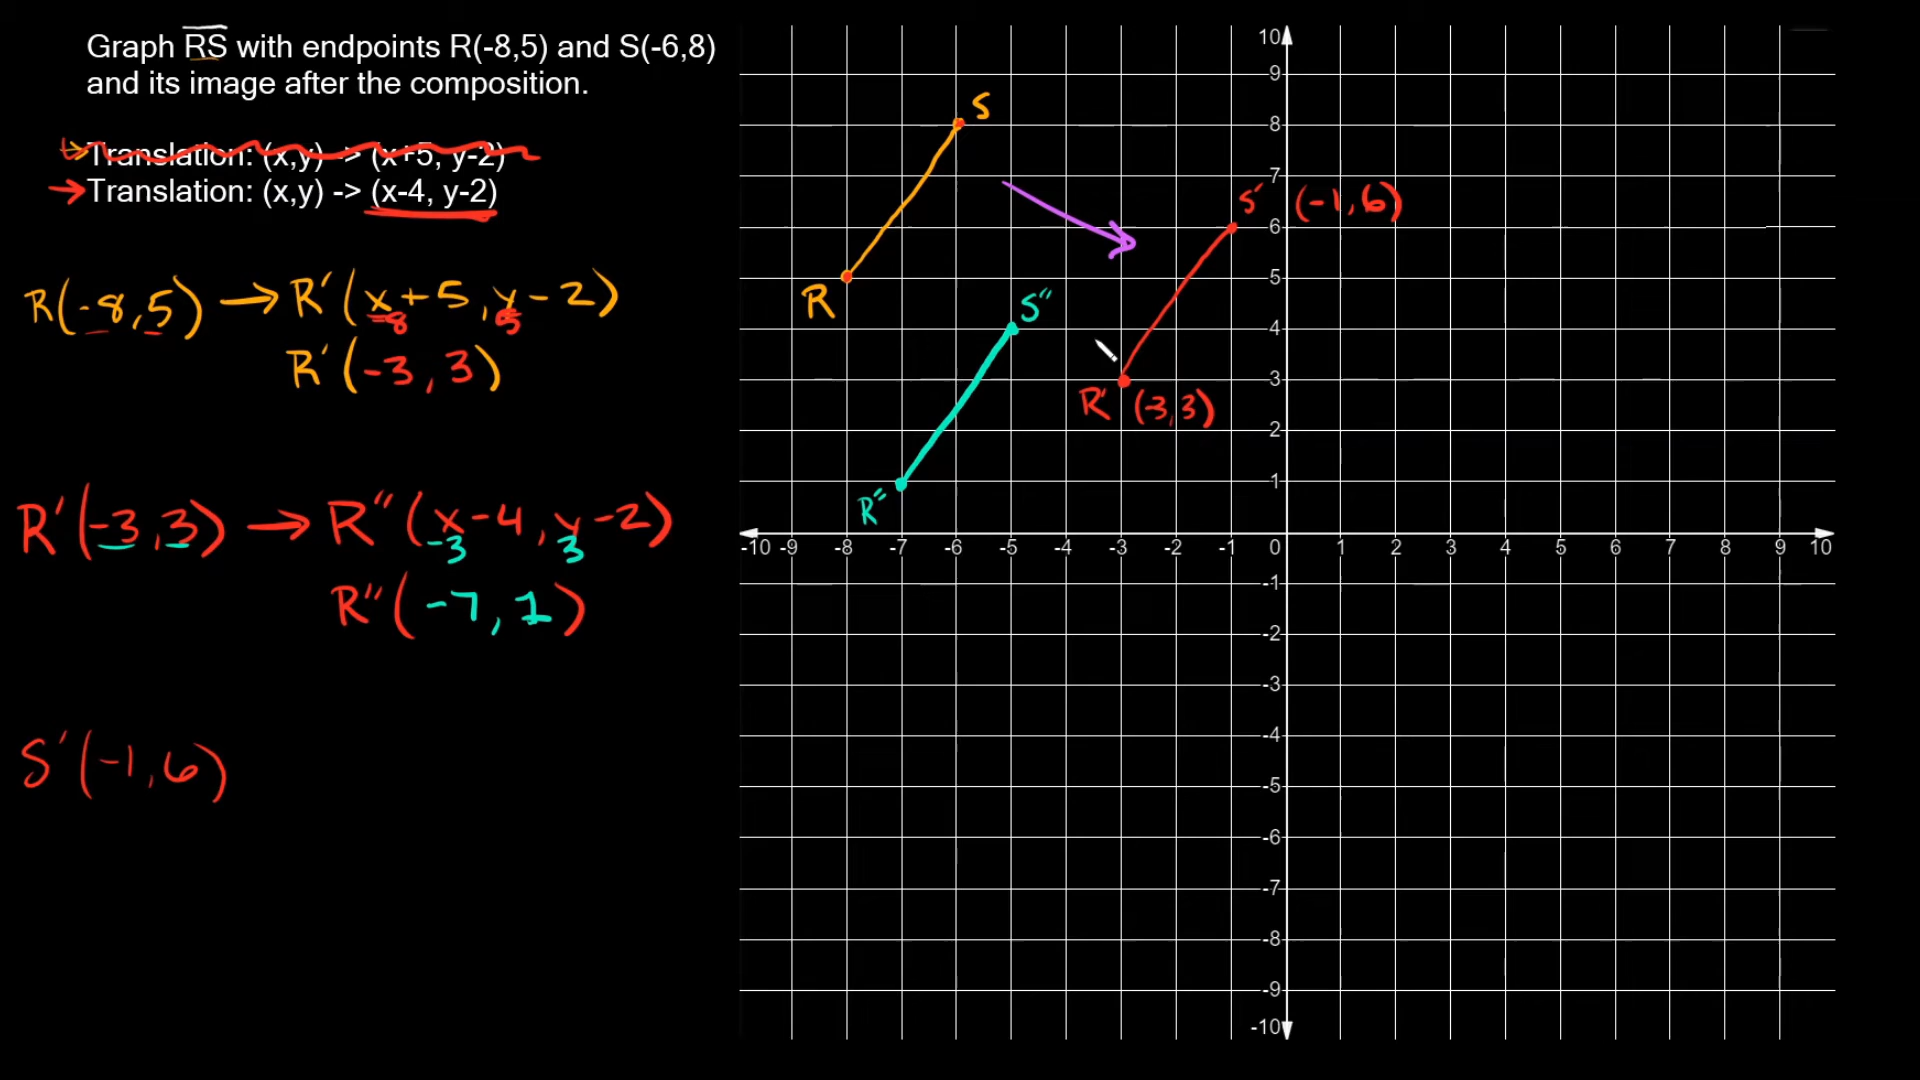 Graph RS with endpoints R(-8,5) and S(-6,8)
and its image after the composition.
Translation: (x,y) -> (x+5, y-2)
Translation: (x,y) -> (x-4, y-2)
R(-8,5) → R'(x+5, y-2)
-8 5
R'(-3,3)
R'(-3,3) → R"(x-4, y-2)
-3 3
R"(-7,1)
S'(-1,6)
S
R
S' (-1,6)
R' (-3,3)
S"
R"
10
9
8
7
6
5
4
3
2
1
-10 -9 -8 -7 -6 -5 -4 -3 -2 -1 0 1 2 3 4 5 6 7 8 9 10
-1
-2
-3
-4
-5
-6
-7
-8
-9
-10